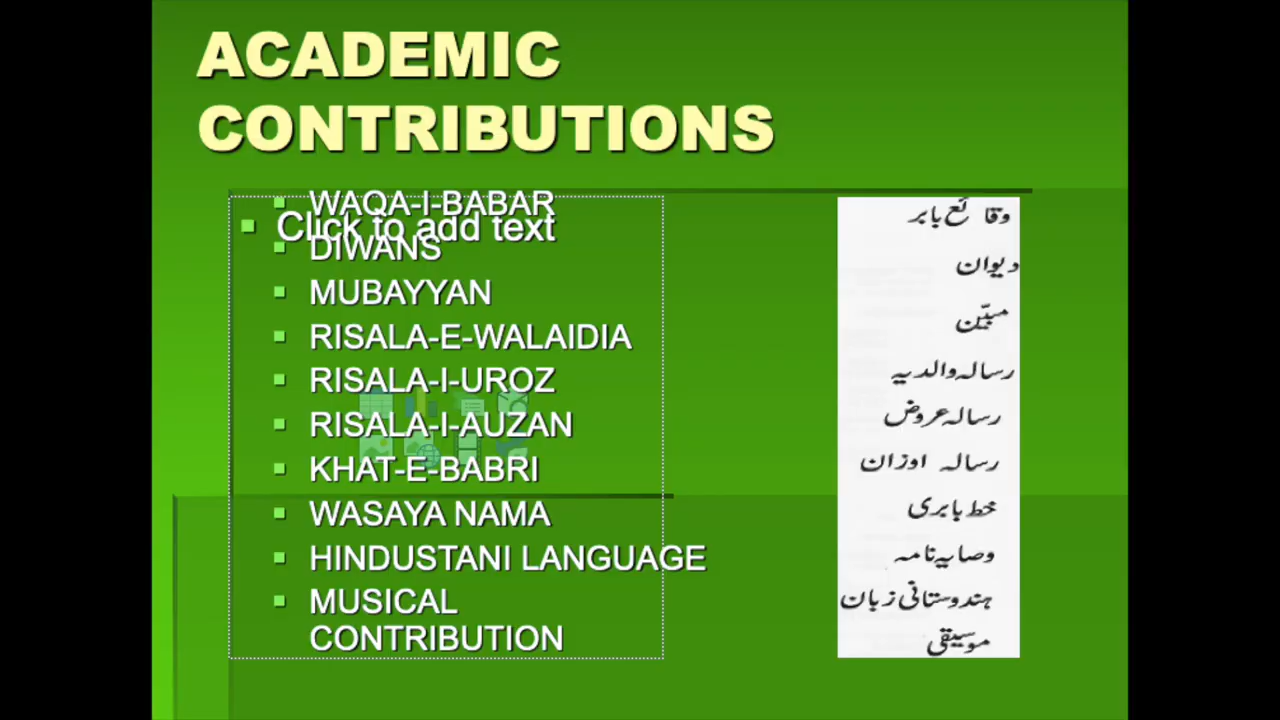 ACADEMIC
CONTRIBUTIONS
Click to add text
WAQA-I-BABAR
DIWANS
MUBAYYAN
RISALA-E-WALAIDIA
RISALA-I-UROZ
RISALA-I-AUZAN
KHAT-E-BABRI
WASAYA NAMA
HINDUSTANI LANGUAGE
MUSICAL
CONTRIBUTION
وقائع بابر
دیوان
مبیّن
رسالہ والدیہ
رسالہ عروض
رسالہ اوزان
خط بابری
وصایہ نامہ
ہندوستانی زبان
موسیقی